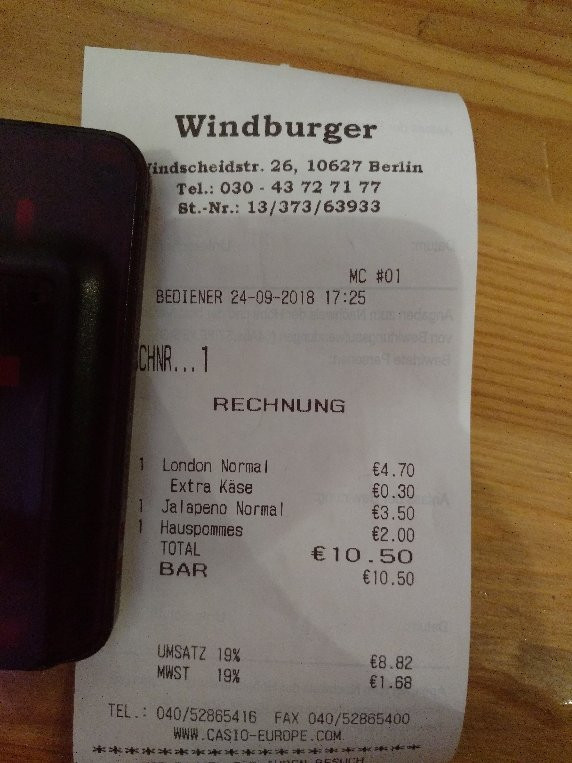 Windburger
Windscheidstr. 26, 10627 Berlin
Tel.: 030 - 43 72 71 77
St.-Nr.: 13/373/63933
MC #01
BEDIENER 24-09-2018 17:25
CHNR...1
RECHNUNG
1 London Normal €4.70
Extra Käse €0.30
1 Jalapeno Normal €3.50
1 Hauspommes €2.00
TOTAL €10.50
BAR €10.50
UMSATZ 19% €8.82
MWST 19% €1.68
TEL.: 040/52865416 FAX 040/52865400
WWW.CASIO-EUROPE.COM